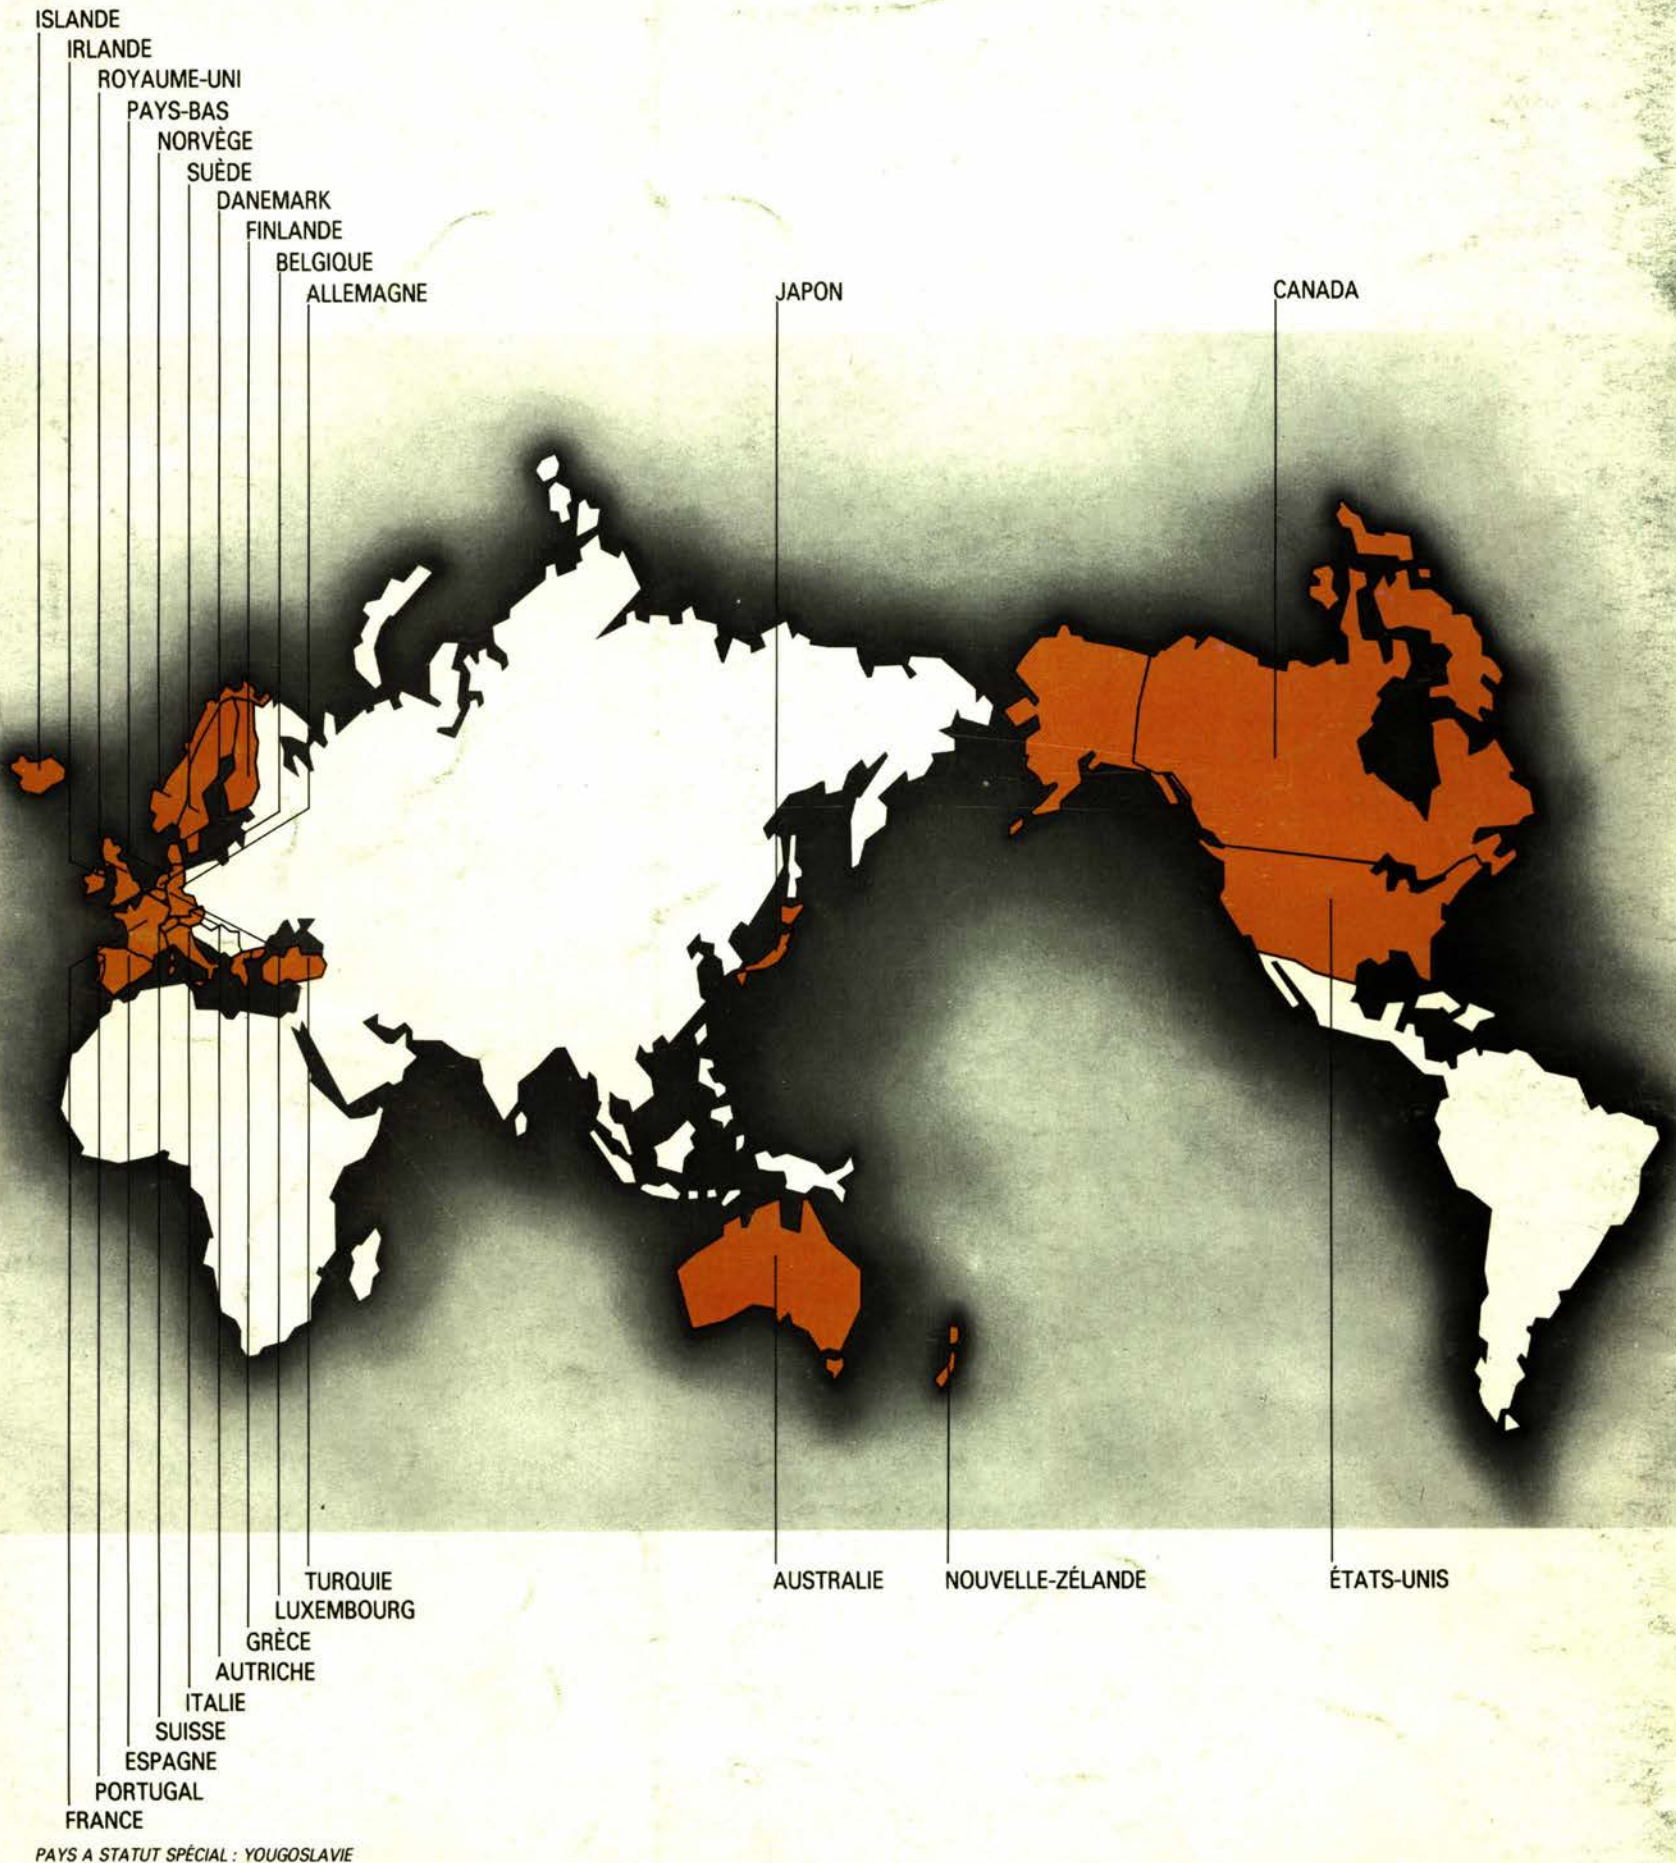 ISLANDE
IRLANDE
ROYAUME-UNI
PAYS-BAS
NORVÈGE
SUÈDE
DANEMARK
FINLANDE
BELGIQUE
ALLEMAGNE
JAPON
CANADA
TURQUIE
AUSTRALIE
NOUVELLE-ZÉLANDE
ÉTATS-UNIS
LUXEMBOURG
GRÈCE
AUTRICHE
ITALIE
SUISSE
ESPAGNE
PORTUGAL
FRANCE
PAYS A STATUT SPÉCIAL : YOUGOSLAVIE